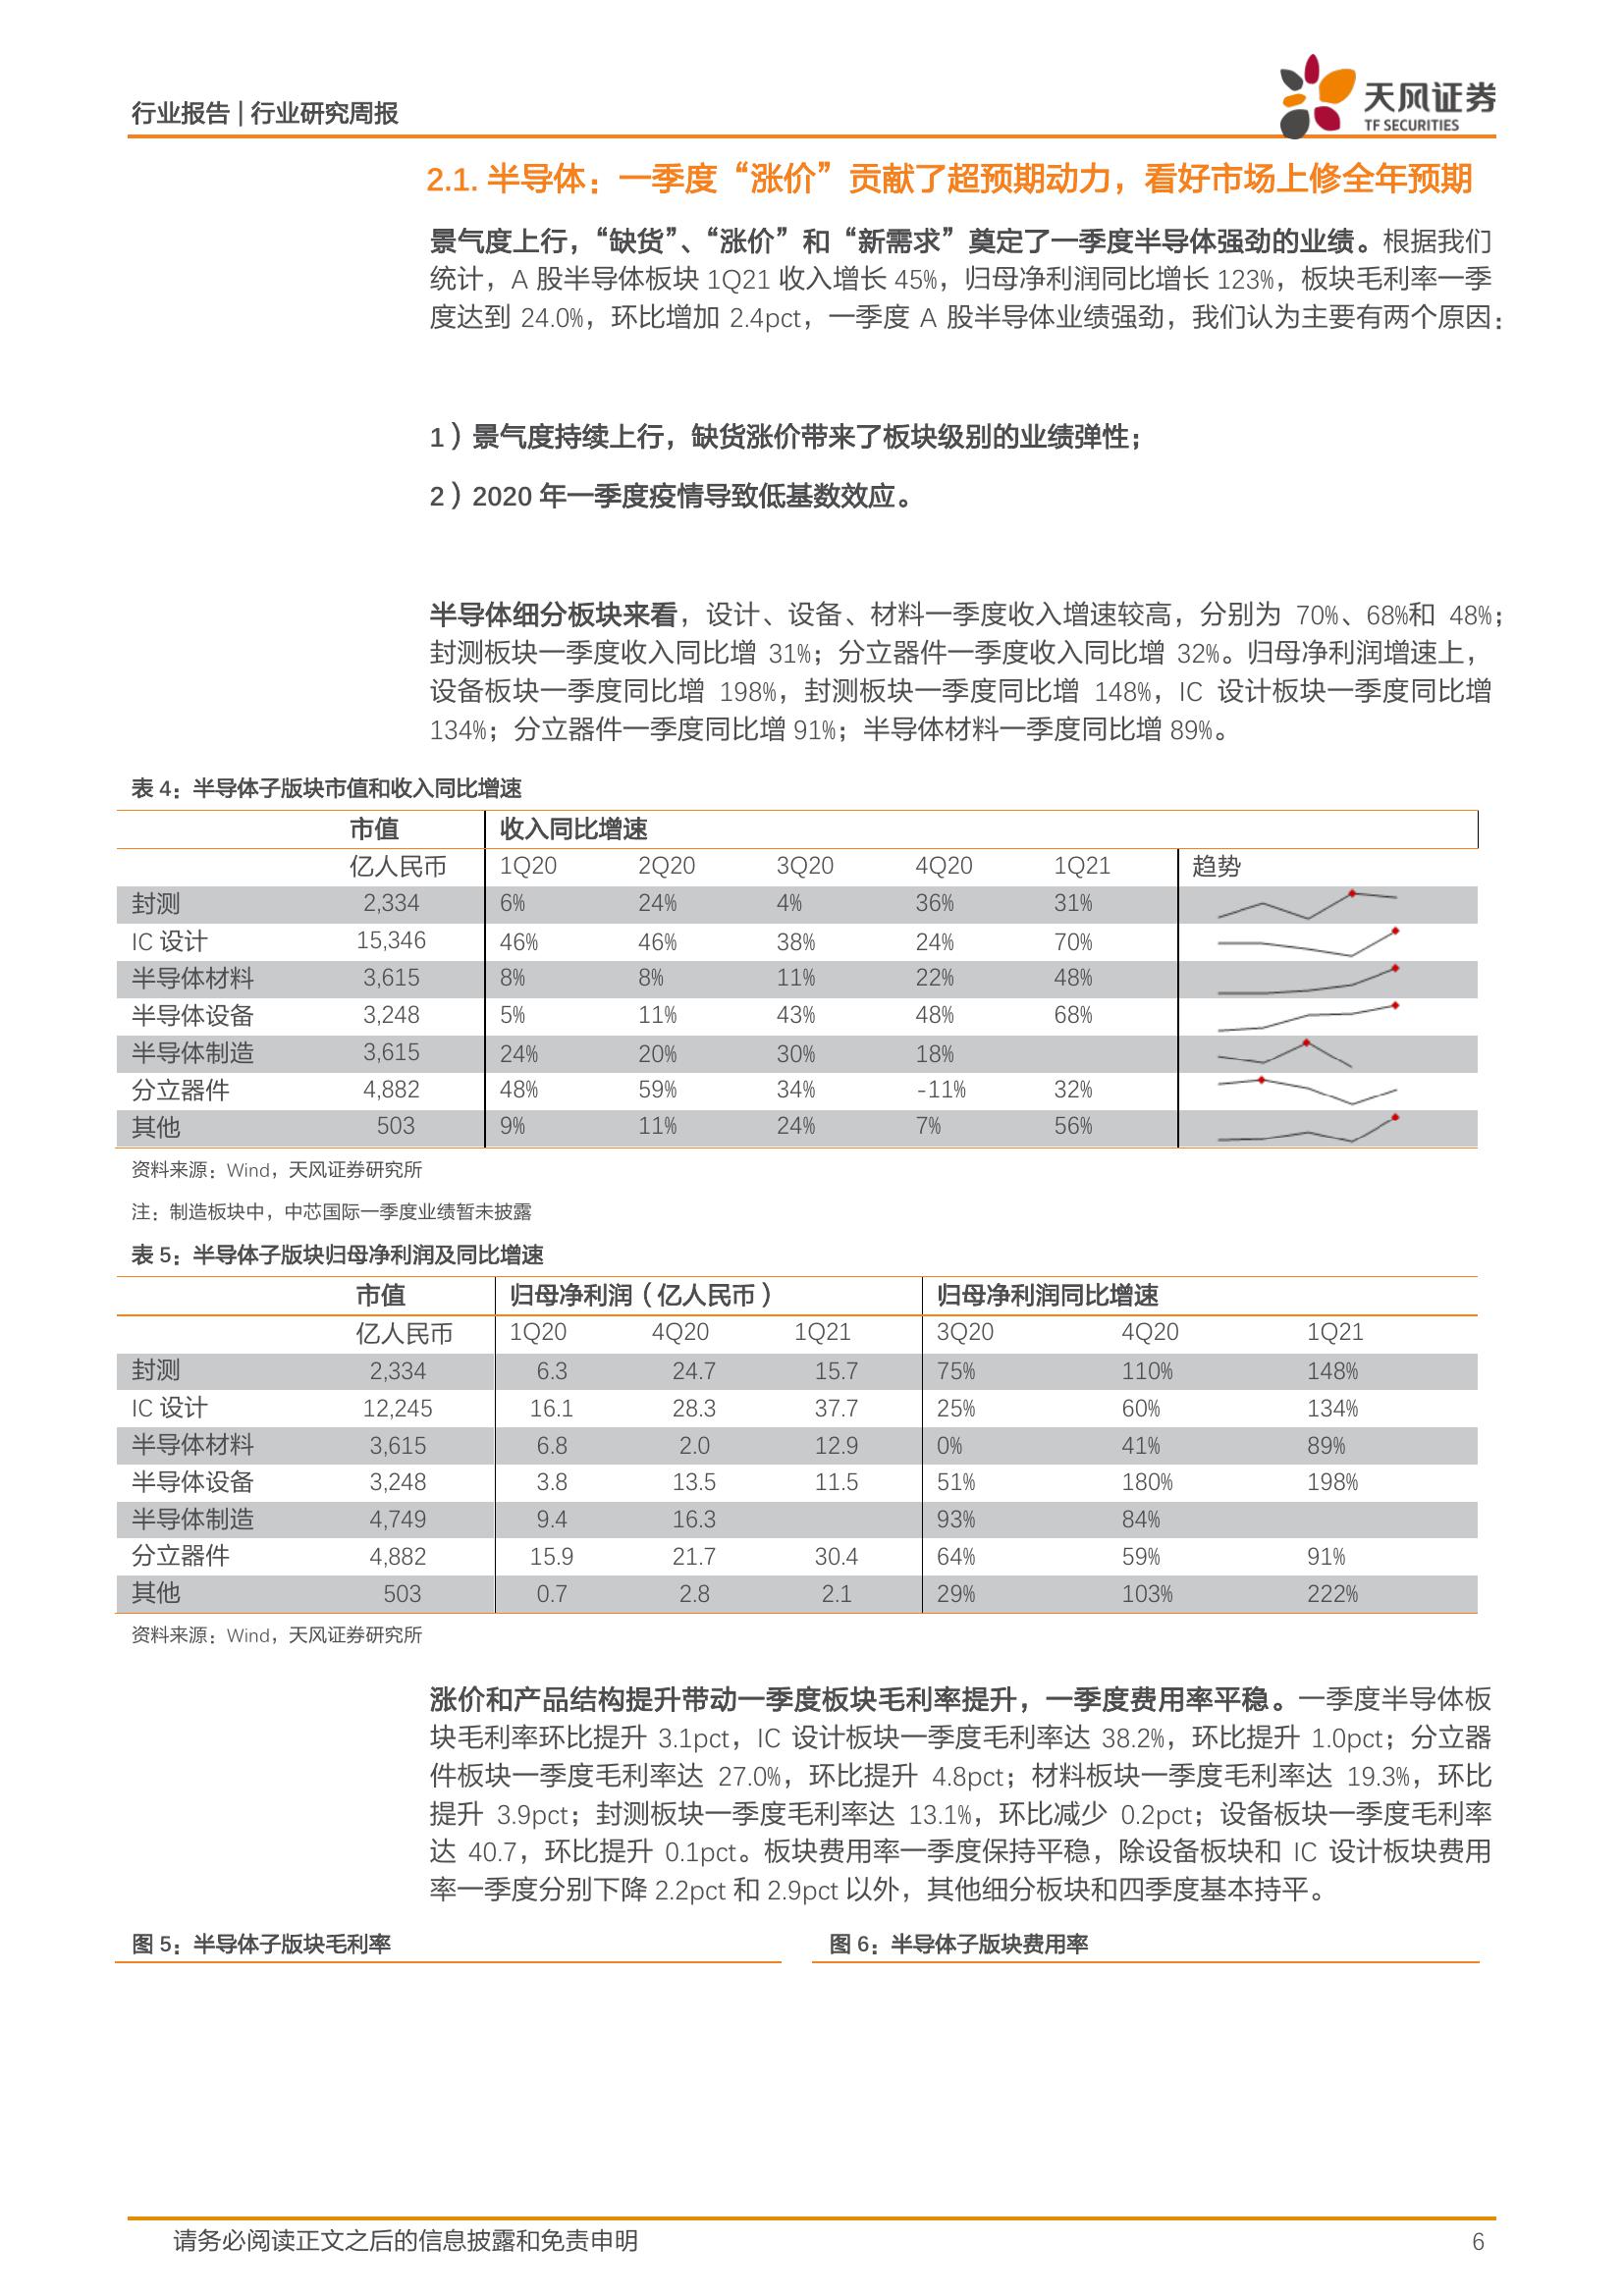 行业报告 | 行业研究周报
天风证券
TF SECURITIES
2.1. 半导体：一季度“涨价”贡献了超预期动力，看好市场上修全年预期
景气度上行，“缺货”、“涨价”和“新需求”奠定了一季度半导体强劲的业绩。根据我们
统计，A 股半导体板块 1Q21 收入增长 45%，归母净利润同比增长 123%，板块毛利率一季
度达到 24.0%，环比增加 2.4pct，一季度 A 股半导体业绩强劲，我们认为主要有两个原因：
1）景气度持续上行，缺货涨价带来了板块级别的业绩弹性；
2）2020 年一季度疫情导致低基数效应。
半导体细分板块来看，设计、设备、材料一季度收入增速较高，分别为 70%、68%和 48%；
封测板块一季度收入同比增 31%；分立器件一季度收入同比增 32%。归母净利润增速上，
设备板块一季度同比增 198%，封测板块一季度同比增 148%，IC 设计板块一季度同比增
134%；分立器件一季度同比增 91%；半导体材料一季度同比增 89%。
表 4：半导体子版块市值和收入同比增速
市值 收入同比增速
亿人民币 1Q20 2Q20 3Q20 4Q20 1Q21 趋势
封测 2,334 6% 24% 4% 36% 31%
IC 设计 15,346 46% 46% 38% 24% 70%
半导体材料 3,615 8% 8% 11% 22% 48%
半导体设备 3,248 5% 11% 43% 48% 68%
半导体制造 3,615 24% 20% 30% 18%
分立器件 4,882 48% 59% 34% -11% 32%
其他 503 9% 11% 24% 7% 56%
资料来源：Wind，天风证券研究所
注：制造板块中，中芯国际一季度业绩暂未披露
表 5：半导体子版块归母净利润及同比增速
市值 归母净利润（亿人民币） 归母净利润同比增速
亿人民币 1Q20 4Q20 1Q21 3Q20 4Q20 1Q21
封测 2,334 6.3 24.7 15.7 75% 110% 148%
IC 设计 12,245 16.1 28.3 37.7 25% 60% 134%
半导体材料 3,615 6.8 2.0 12.9 0% 41% 89%
半导体设备 3,248 3.8 13.5 11.5 51% 180% 198%
半导体制造 4,749 9.4 16.3 93% 84%
分立器件 4,882 15.9 21.7 30.4 64% 59% 91%
其他 503 0.7 2.8 2.1 29% 103% 222%
资料来源：Wind，天风证券研究所
涨价和产品结构提升带动一季度板块毛利率提升，一季度费用率平稳。一季度半导体板
块毛利率环比提升 3.1pct，IC 设计板块一季度毛利率达 38.2%，环比提升 1.0pct；分立器
件板块一季度毛利率达 27.0%，环比提升 4.8pct；材料板块一季度毛利率达 19.3%，环比
提升 3.9pct；封测板块一季度毛利率达 13.1%，环比减少 0.2pct；设备板块一季度毛利率
达 40.7，环比提升 0.1pct。板块费用率一季度保持平稳，除设备板块和 IC 设计板块费用
率一季度分别下降 2.2pct 和 2.9pct 以外，其他细分板块和四季度基本持平。
图 5：半导体子版块毛利率 图 6：半导体子版块费用率
请务必阅读正文之后的信息披露和免责申明 6